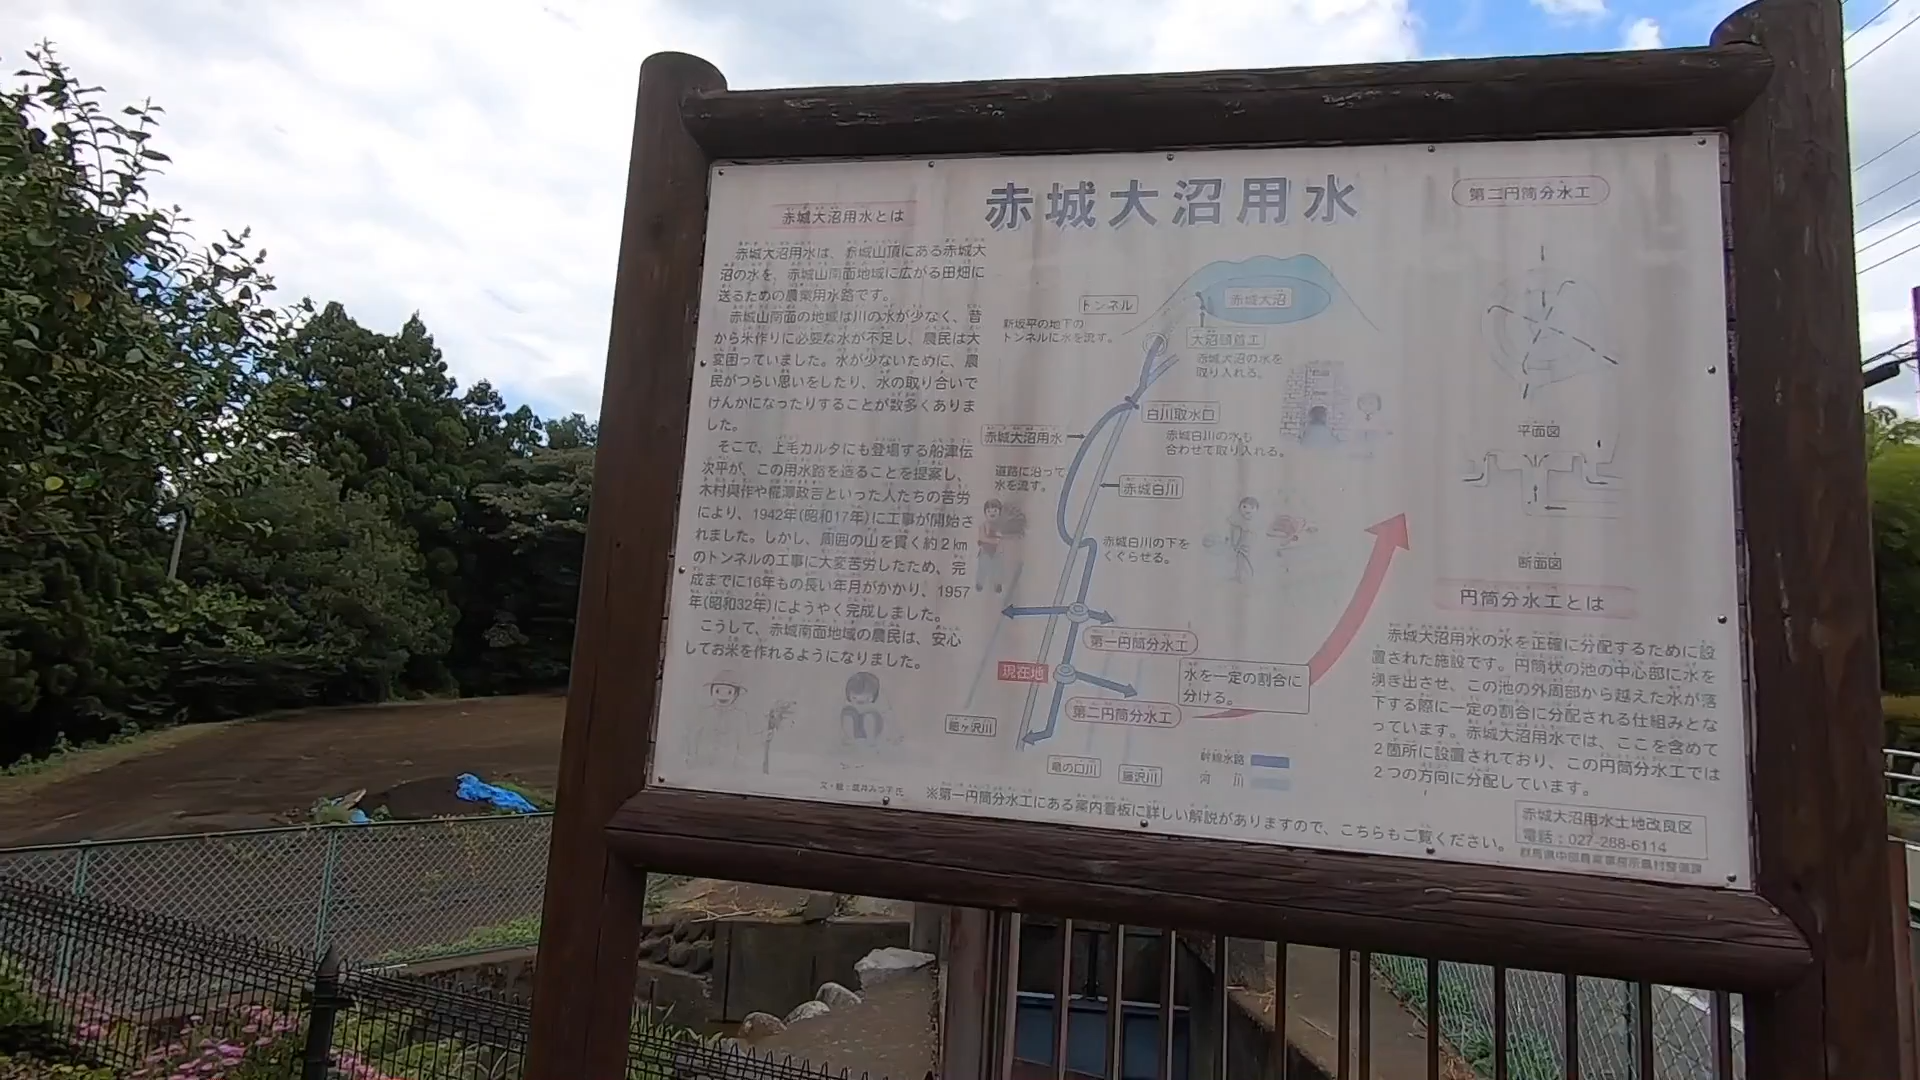 赤城大沼用水
赤城大沼用水とは
赤城大沼用水は、赤城山頂にある赤城大
沼の水を、赤城山南面地域に広がる田畑に
送るための農業用水路です。
赤城山南面の地域は川の水が少なく、昔
から米作りに必要な水が不足し、農民は大
変困っていました。水が少ないために、農
民がつらい思いをしたり、水の取り合いで
けんかになったりすることが数多くありま
した。
そこで、上毛カルタにも登場する船津伝
次平が、この用水路を造ることを提案し、
木村與作や樺澤政吉といった人たちの苦労
により、1942年(昭和17年)に工事が開始さ
れました。しかし、周囲の山を貫く約2km
のトンネルの工事に大変苦労したため、完
成までに16年もの長い年月がかかり、1957
年(昭和32年)にようやく完成しました。
こうして、赤城南面地域の農民は、安心
してお米を作れるようになりました。
赤城大沼
トンネル
新坂平の地下の
トンネルに水を流す。
大沼頭首工
赤城大沼の水を
取り入れる。
白川取水口
赤城白川の水も
合わせて取り入れる。
赤城大沼用水
道路に沿って
水を流す。
赤城白川
赤城白川の下を
くぐらせる。
第一円筒分水工
現在地
第二円筒分水工
水を一定の割合に
分ける。
細ヶ沢川
竜の口川
藤沢川
幹線水路
河川
※第一円筒分水工にある案内看板に詳しい解説がありますので、こちらもご覧ください。
第二円筒分水工
平面図
断面図
円筒分水工とは
赤城大沼用水の水を正確に分配するために設
置された施設です。円筒状の池の中心部に水を
湧き出させ、この池の外周部から越えた水が落
下する際に一定の割合に分配される仕組みとな
っています。赤城大沼用水では、ここを含めて
2箇所に設置されており、この円筒分水工では
2つの方向に分配しています。
赤城大沼用水土地改良区
電話:027-288-6114
群馬県中部農業事務所農村整備課